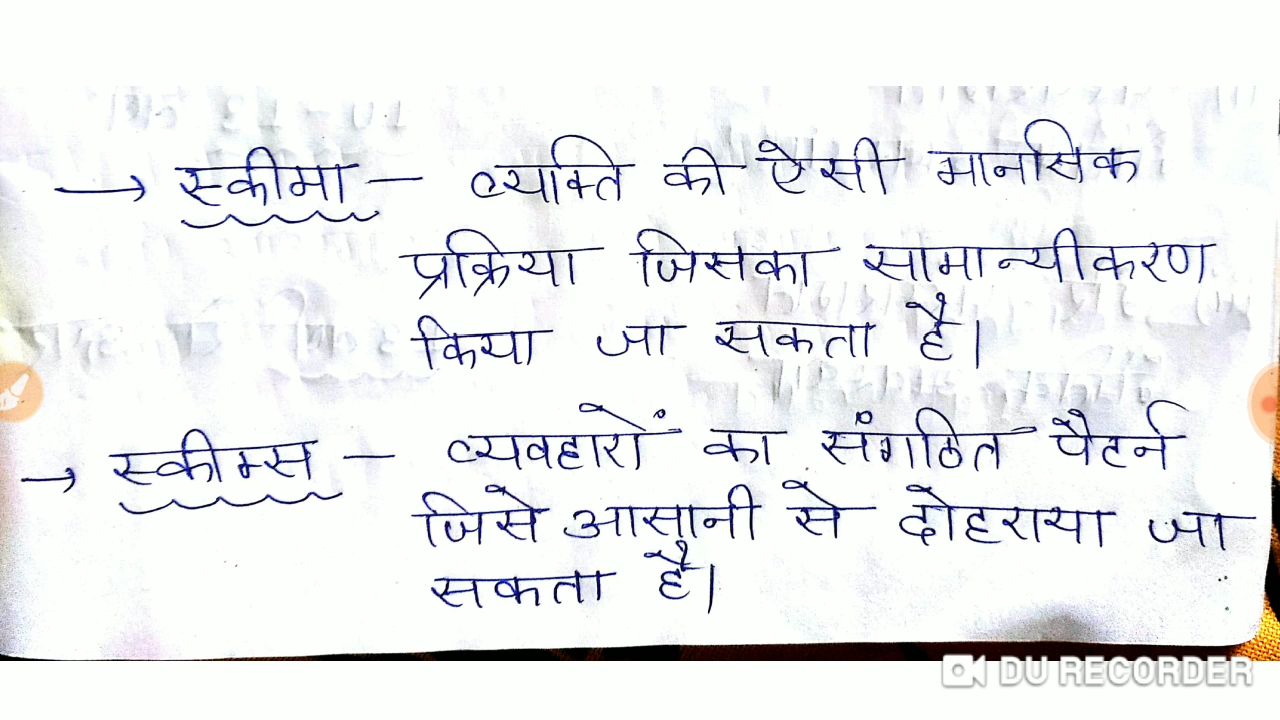 → स्कीमा – व्यक्ति की ऐसी मानसिक
प्रक्रिया जिसका सामान्यीकरण
किया जा सकता है।
→ स्कीम्स – व्यवहारों का संगठित पैटर्न
जिसे आसानी से दोहराया जा
सकता है।
DU RECORDER